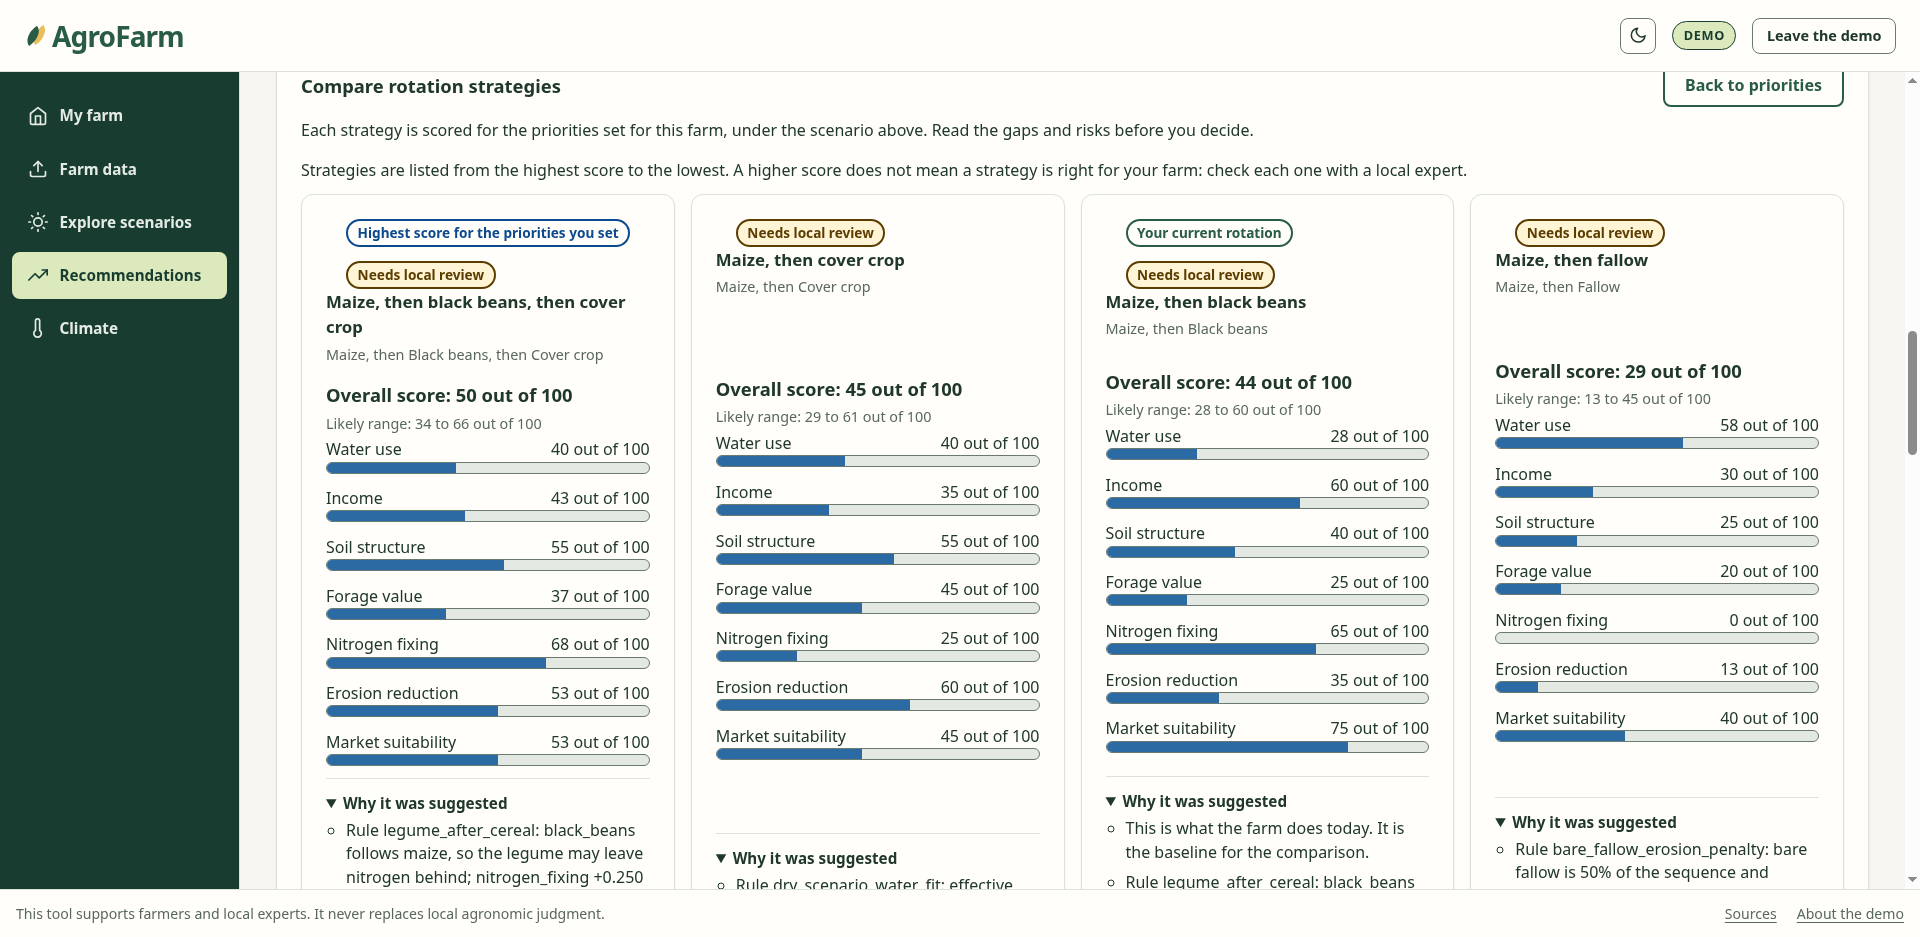 AgroFarm
DEMO
Leave the demo
My farm
Farm data
Explore scenarios
Recommendations
Climate
Compare rotation strategies
Back to priorities
Each strategy is scored for the priorities set for this farm, under the scenario above. Read the gaps and risks before you decide.
Strategies are listed from the highest score to the lowest. A higher score does not mean a strategy is right for your farm: check each one with a local expert.
Highest score for the priorities you set
Needs local review
Maize, then black beans, then cover
crop
Maize, then Black beans, then Cover crop
Overall score: 50 out of 100
Likely range: 34 to 66 out of 100
Water use 40 out of 100
Income 43 out of 100
Soil structure 55 out of 100
Forage value 37 out of 100
Nitrogen fixing 68 out of 100
Erosion reduction 53 out of 100
Market suitability 53 out of 100
Why it was suggested
Rule legume_after_cereal: black_beans
follows maize, so the legume may leave
nitrogen behind; nitrogen_fixing +0.250
Needs local review
Maize, then cover crop
Maize, then Cover crop
Overall score: 45 out of 100
Likely range: 29 to 61 out of 100
Water use 40 out of 100
Income 35 out of 100
Soil structure 55 out of 100
Forage value 45 out of 100
Nitrogen fixing 25 out of 100
Erosion reduction 60 out of 100
Market suitability 45 out of 100
Why it was suggested
Rule dry_scenario_water_fit: effective
Your current rotation
Needs local review
Maize, then black beans
Maize, then Black beans
Overall score: 44 out of 100
Likely range: 28 to 60 out of 100
Water use 28 out of 100
Income 60 out of 100
Soil structure 40 out of 100
Forage value 25 out of 100
Nitrogen fixing 65 out of 100
Erosion reduction 35 out of 100
Market suitability 75 out of 100
Why it was suggested
This is what the farm does today. It is
the baseline for the comparison.
Rule legume_after_cereal: black_beans
Needs local review
Maize, then fallow
Maize, then Fallow
Overall score: 29 out of 100
Likely range: 13 to 45 out of 100
Water use 58 out of 100
Income 30 out of 100
Soil structure 25 out of 100
Forage value 20 out of 100
Nitrogen fixing 0 out of 100
Erosion reduction 13 out of 100
Market suitability 40 out of 100
Why it was suggested
Rule bare_fallow_erosion_penalty: bare
fallow is 50% of the sequence and
This tool supports farmers and local experts. It never replaces local agronomic judgment.
Sources
About the demo